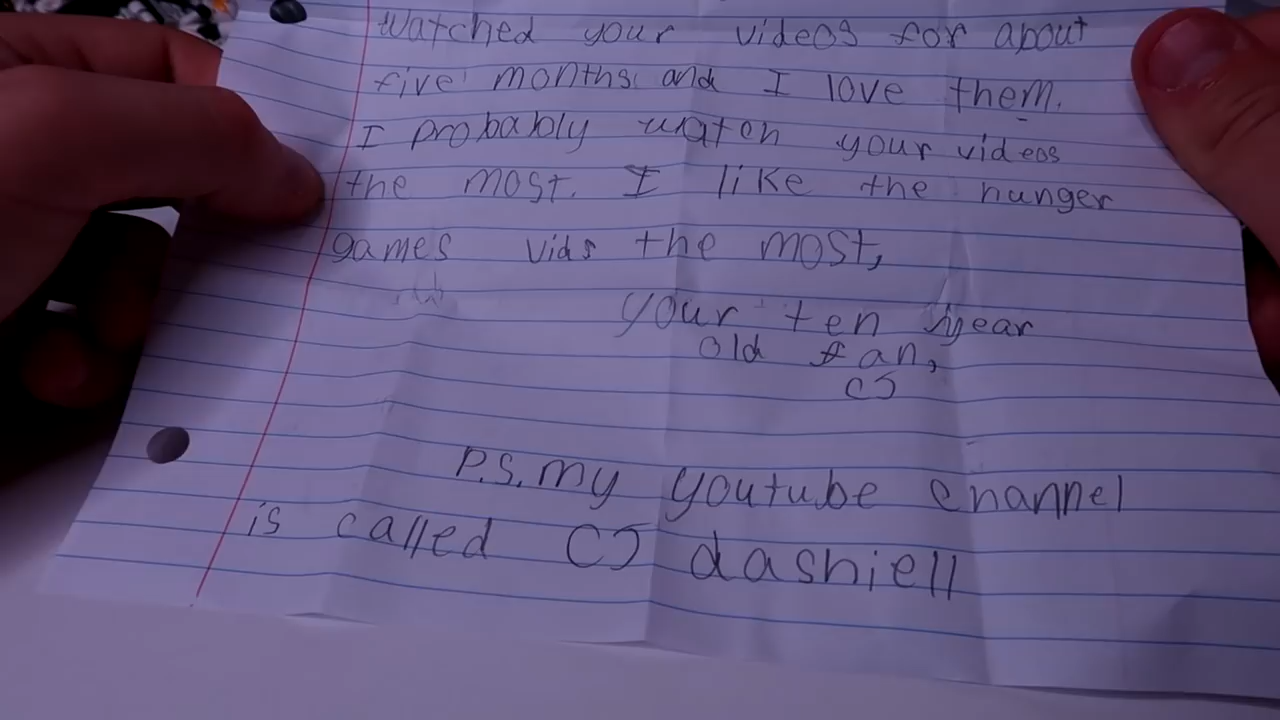 watched your videos for about
five months and I love them.
I probably watch your videos
the most. I like the hunger
games vids the most,
your ten year
old fan,
CJ
P.S. my youtube channel
is called CJ dashiell